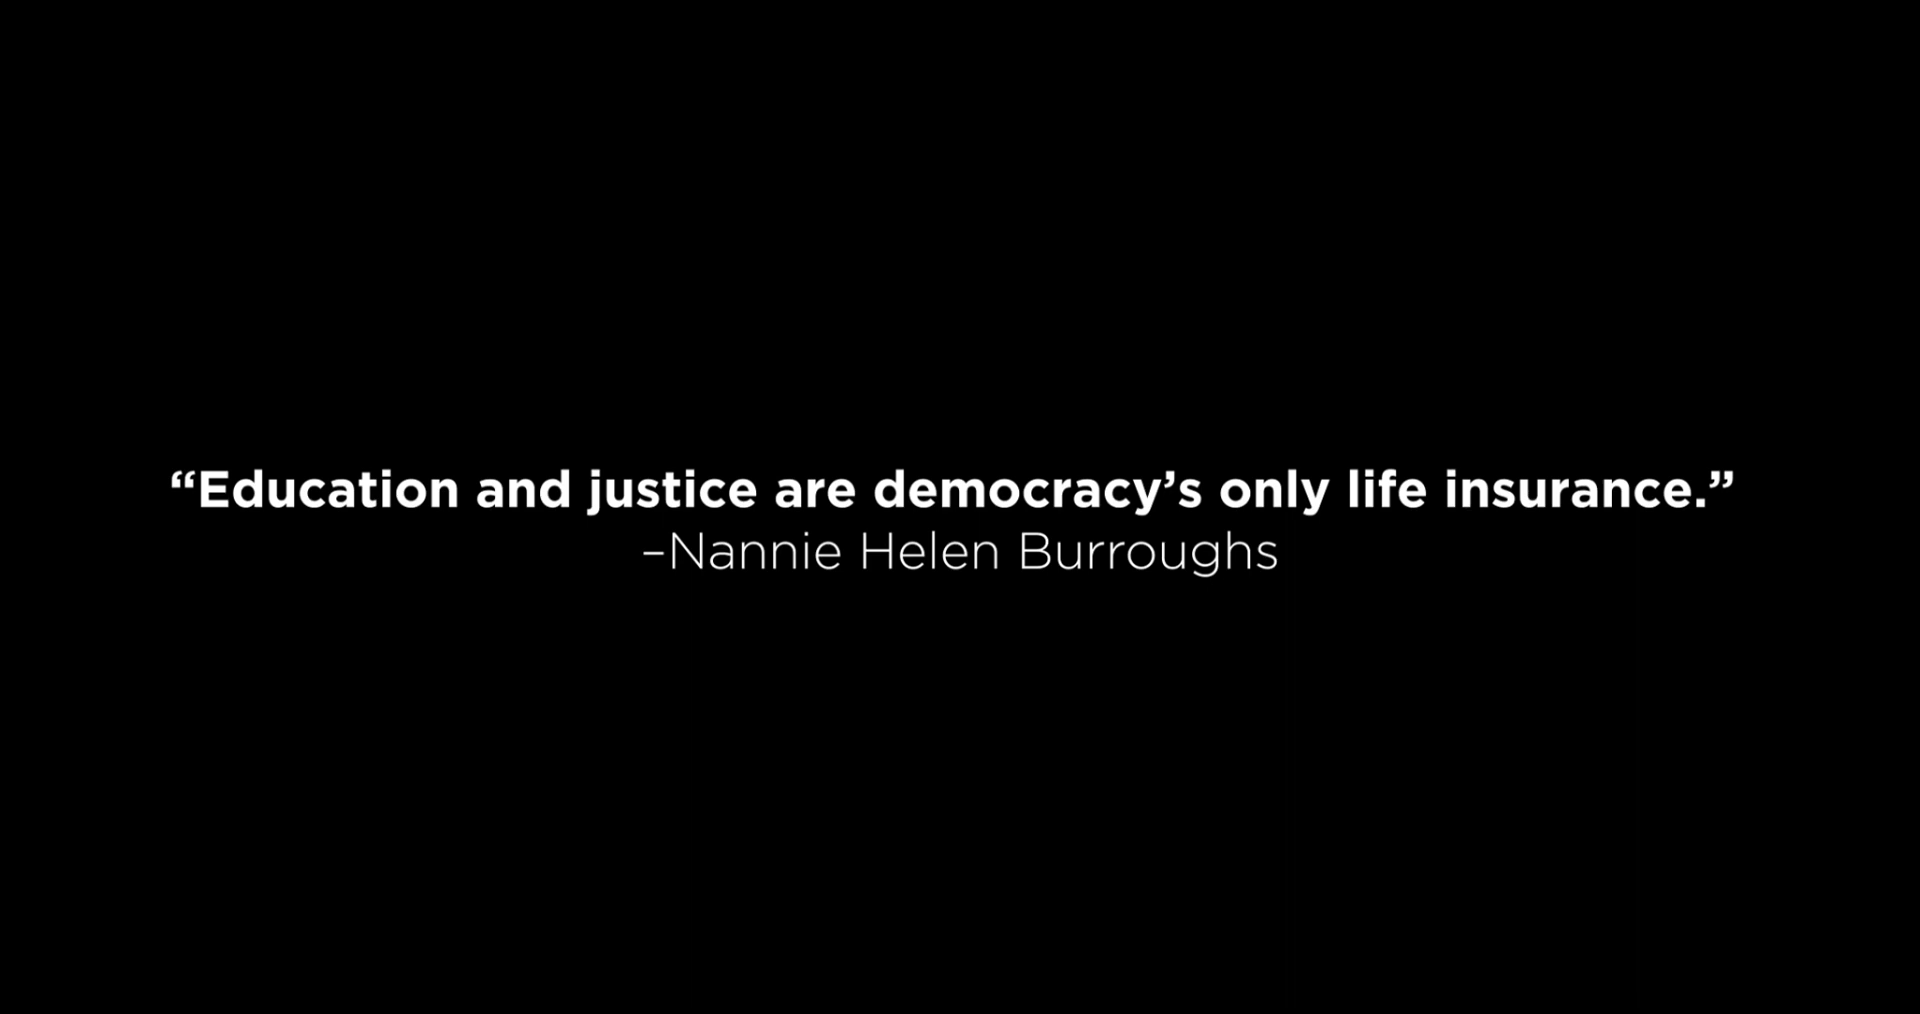 “Education and justice are democracy’s only life insurance.”
–Nannie Helen Burroughs